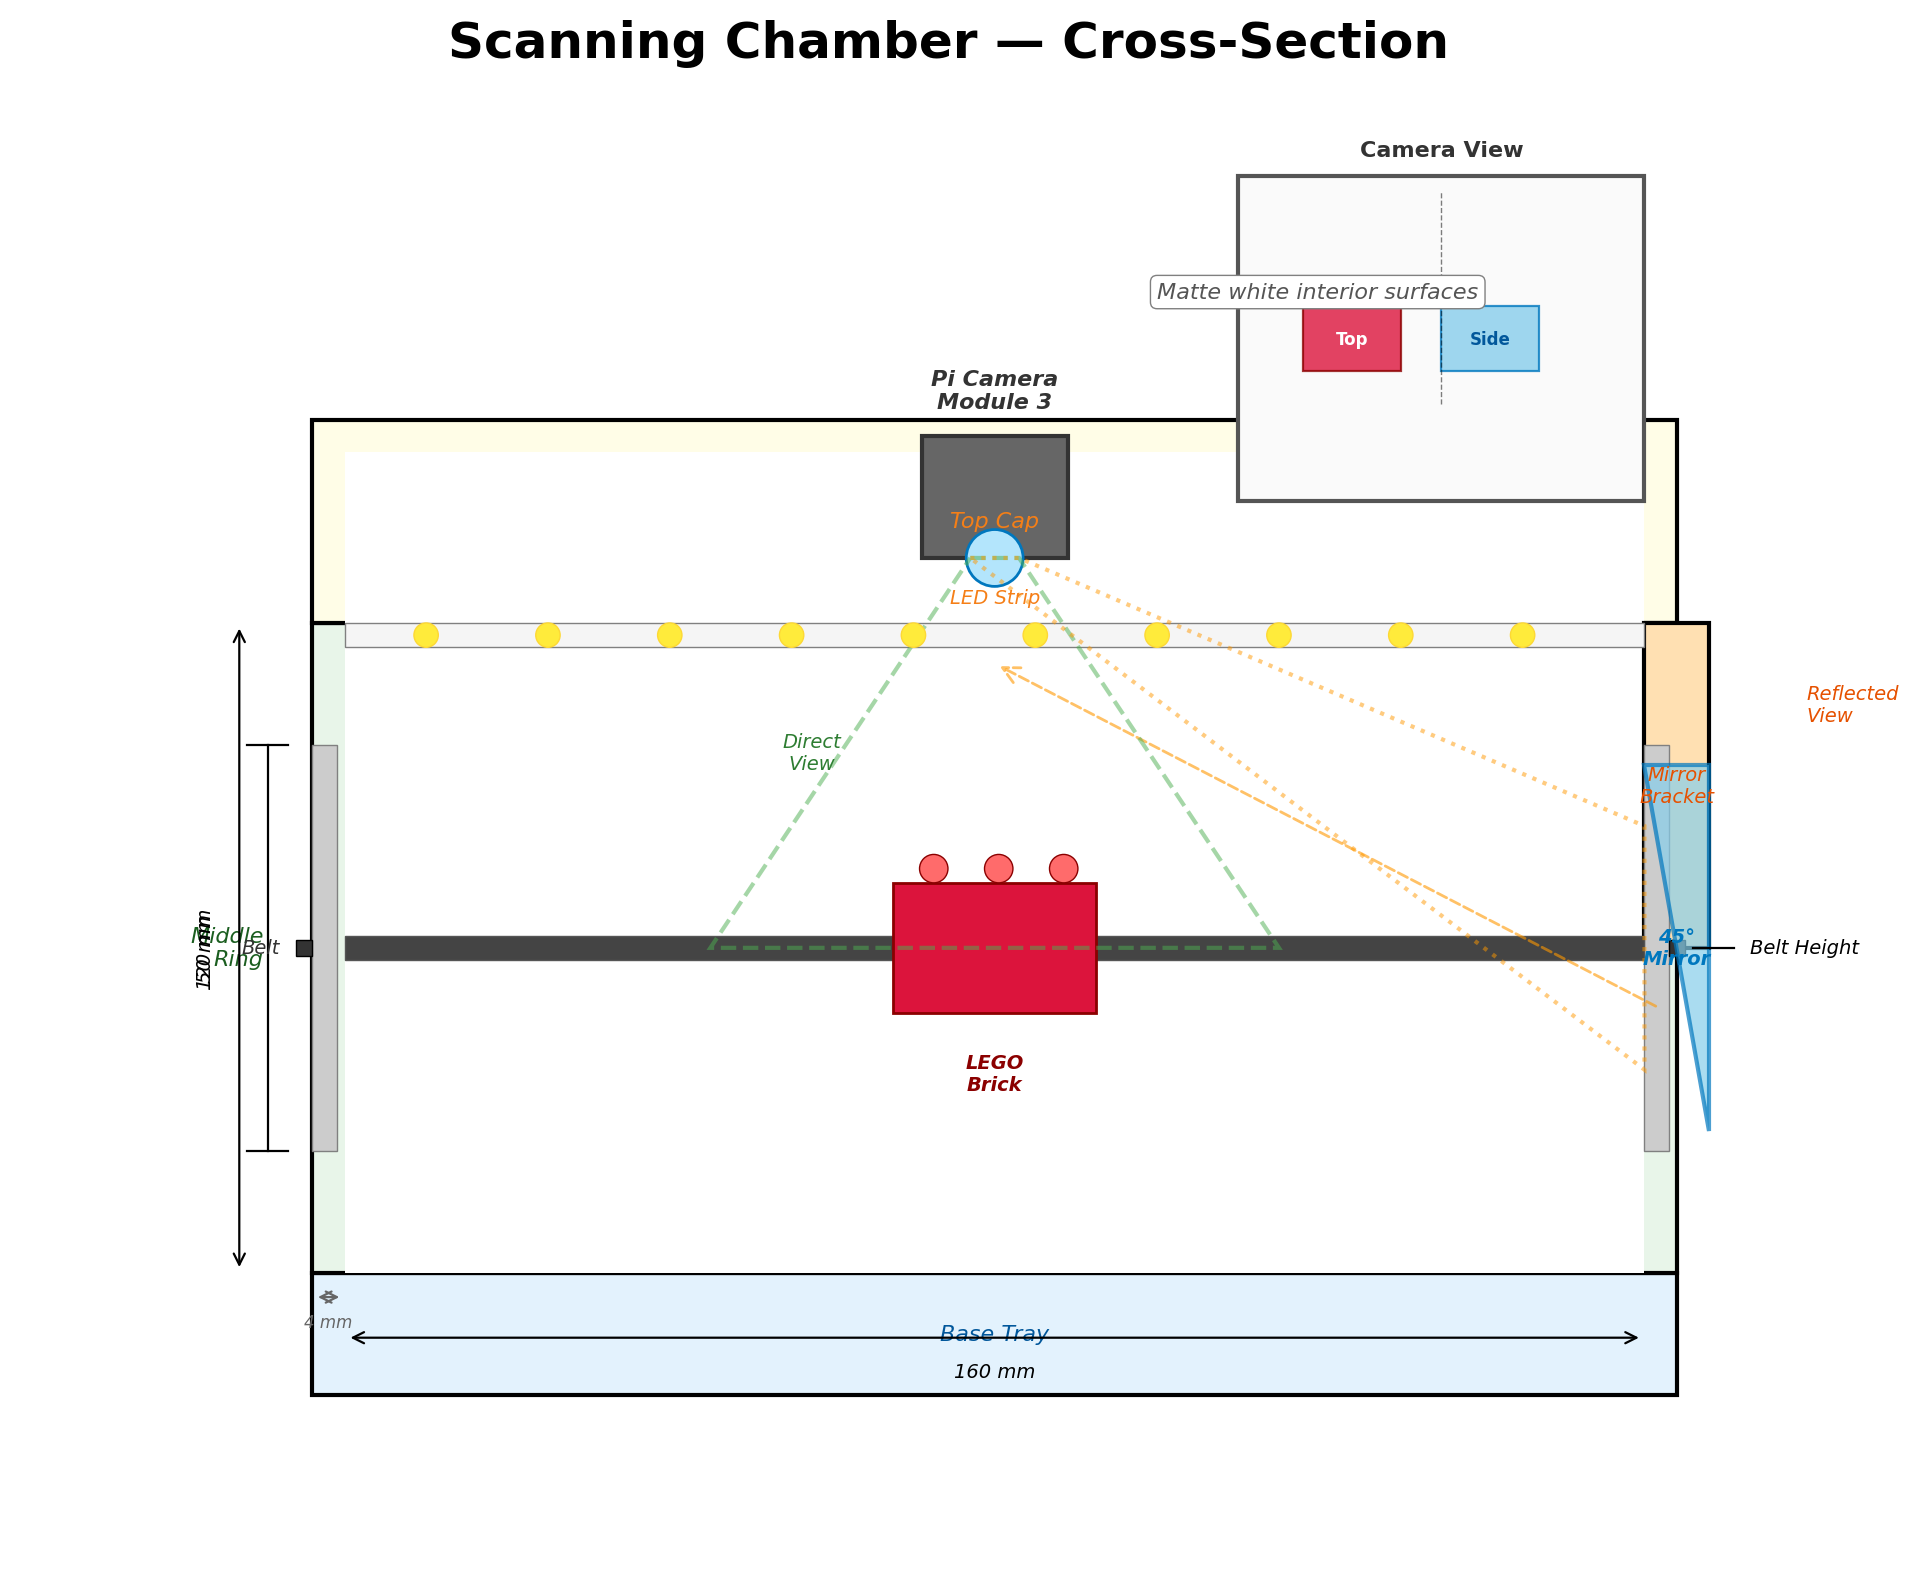 Scanning Chamber — Cross-Section
Camera View
Matte white interior surfaces
Top
Side
Pi Camera
Module 3
Top Cap
LED Strip
Direct
View
Reflected
View
Mirror
Bracket
Middle
Ring
Belt
45°
Mirror
Belt Height
LEGO
Brick
4 mm
Base Tray
160 mm